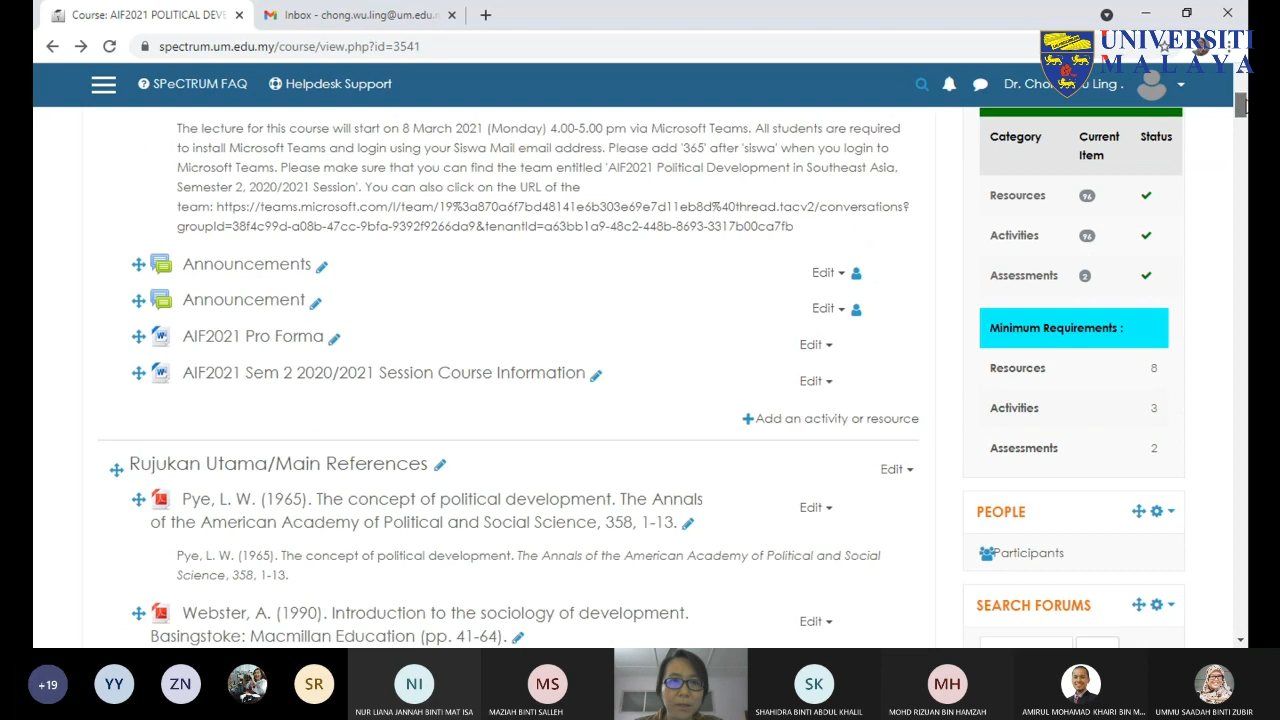 Course: AIF2021 POLITICAL DEVE
Inbox - chong.wu.ling@um.edu.
spectrum.um.edu.my/course/view.php?id=3541
UNIVERSITI
MALAYA
SPeCTRUM FAQ
Helpdesk Support
The lecture for this course will start on 8 March 2021 (Monday) 4.00-5.00 pm via Microsoft Teams. All students are required
to install Microsoft Teams and login using your Siswa Mail email address. Please add '365' after 'siswa' when you login to
Microsoft Teams. Please make sure that you can find the team entitled 'AIF2021 Political Development in Southeast Asia,
Semester 2, 2020/2021 Session'. You can also click on the URL of the
team: https://teams.microsoft.com/l/team/19%3a870a6f7bd48141e6b303e69e7d11eb8d%40thread.tacv2/conversations?
groupId=38f4c99d-a08b-47cc-9bfa-9392f9266da9&tenantId=a63bb1a9-48c2-448b-8693-3317b00ca7fb
Announcements
Edit
Announcement
Edit
AIF2021 Pro Forma
Edit
AIF2021 Sem 2 2020/2021 Session Course Information
Edit
Add an activity or resource
Rujukan Utama/Main References
Edit
Pye, L. W. (1965). The concept of political development. The Annals
of the American Academy of Political and Social Science, 358, 1-13.
Edit
Pye, L. W. (1965). The concept of political development. The Annals of the American Academy of Political and Social
Science, 358, 1-13.
Webster, A. (1990). Introduction to the sociology of development.
Basingstoke: Macmillan Education (pp. 41-64).
Edit
Category Current Status
Item
Resources 96
Activities 96
Assessments 2
Minimum Requirements :
Resources 8
Activities 3
Assessments 2
PEOPLE
Participants
SEARCH FORUMS
+19
YY
ZN
SR
NI
NUR LIANA JANNAH BINTI MAT ISA
MS
MAZIAH BINTI SALLEH
SK
SHAHIDRA BINTI ABDUL KHALIL
MH
MOHD RIZUAN BIN HAMZAH
AMIRUL MOHAMAD KHAIRI BIN M...
UMMU SAADAH BINTI ZUBIR